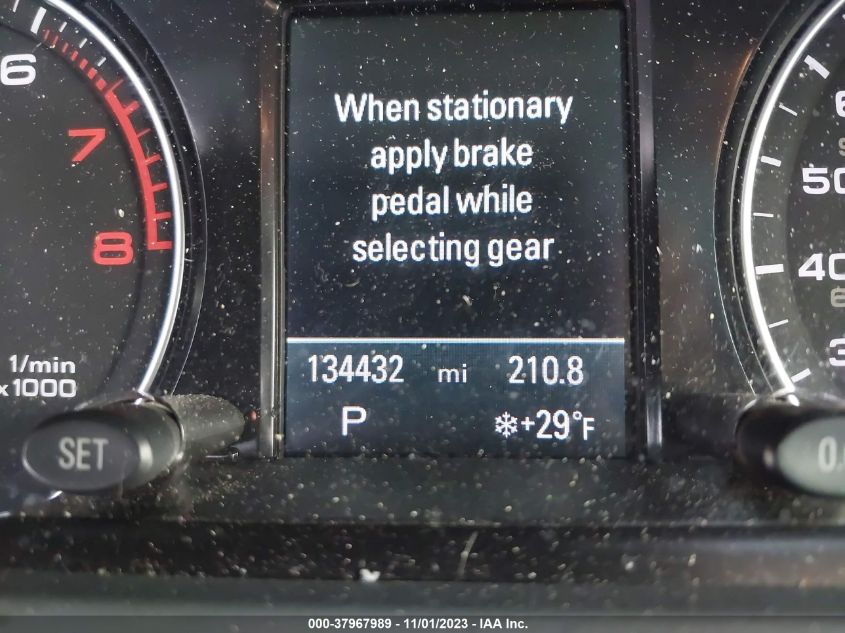 6
7
8
1/min
x 1000
SET
When stationary
apply brake
pedal while
selecting gear
134432 mi 210.8
P ❄+29°F
50
40
000-37967989 - 11/01/2023 - IAA Inc.